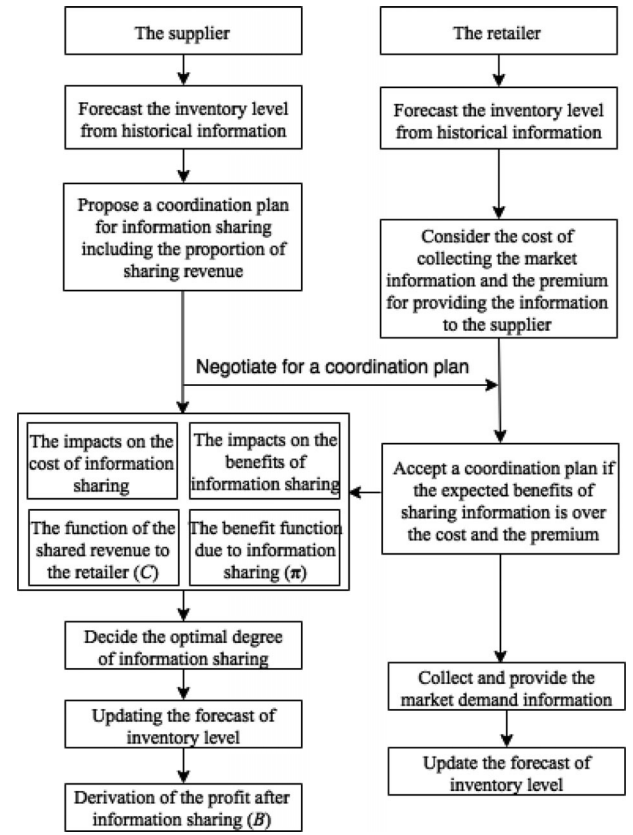 The supplier
The retailer
Forecast the inventory level
from historical information
Forecast the inventory level
from historical information
Propose a coordination plan
for information sharing
including the proportion of
sharing revenue
Consider the cost of
collecting the market
information and the premium
for providing the information
to the supplier
Negotiate for a coordination plan
The impacts on the
cost of information
sharing
The impacts on the
benefits of
information sharing
The function of the
shared revenue to
the retailer (C)
The benefit function
due to information
sharing (π)
Accept a coordination plan if
the expected benefits of
sharing information is over
the cost and the premium
Decide the optimal degree
of information sharing
Collect and provide the
market demand information
Updating the forecast of
inventory level
Update the forecast of
inventory level
Derivation of the profit after
information sharing (B)